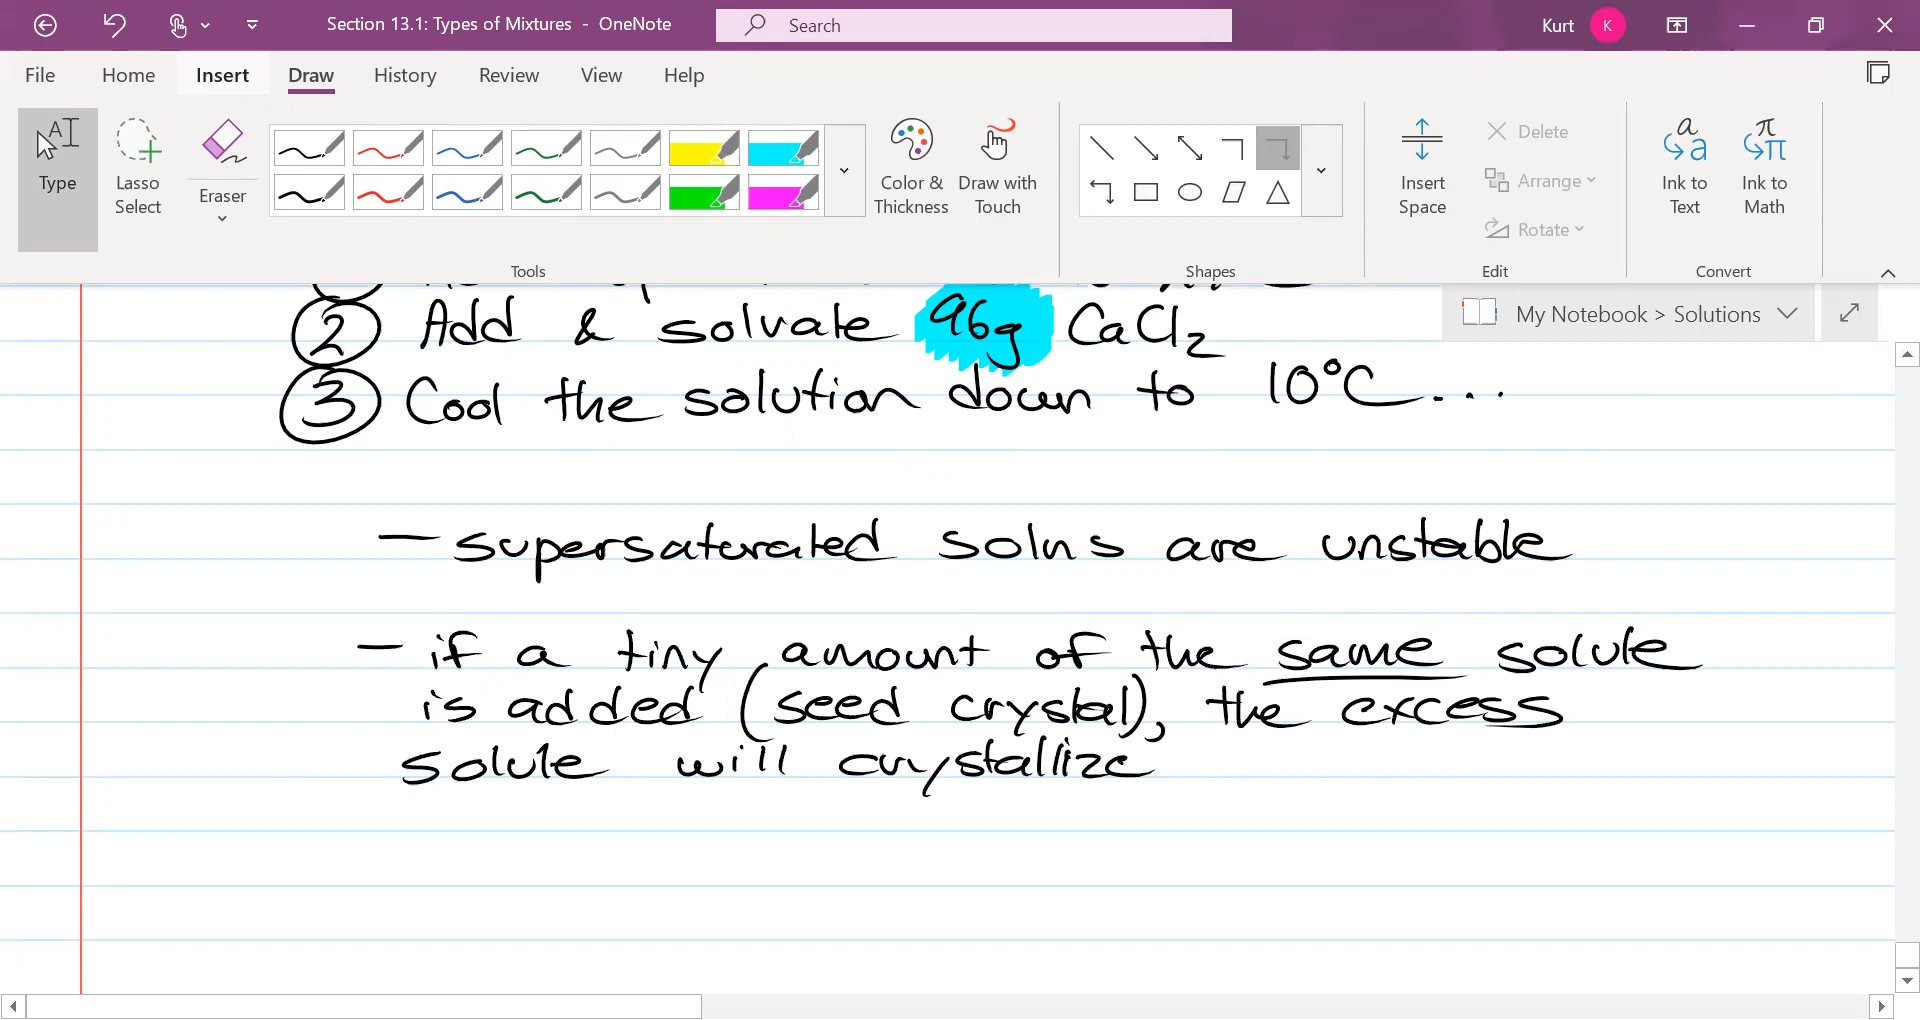 Section 13.1: Types of Mixtures - OneNote
Search
Kurt
K
File Home Insert Draw History Review View Help
Type
Lasso Select
Eraser
Color & Thickness
Draw with Touch
Insert Space
Delete
Arrange
Rotate
a a
Ink to Text
π π
Ink to Math
Tools
Shapes
Edit
Convert
My Notebook > Solutions
② Add & solvate 96g CaCl₂
③ Cool the solution down to 10°C...
- supersaturated solns are unstable
- if a tiny amount of the same solute
is added (seed crystal), the excess
solute will crystallize